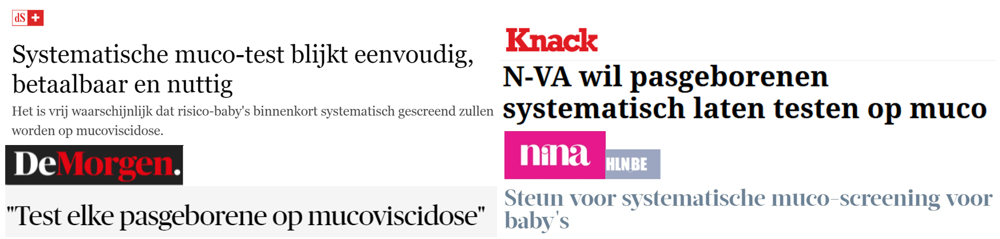 dS+
Systematische muco-test blijkt eenvoudig,
betaalbaar en nuttig
Het is vrij waarschijnlijk dat risico-baby's binnenkort systematisch gescreend zullen
worden op mucoviscidose.
DeMorgen.
"Test elke pasgeborene op mucoviscidose"
Knack
N-VA wil pasgeborenen
systematisch laten testen op muco
nina
HLN.BE
Steun voor systematische muco-screening voor
baby's